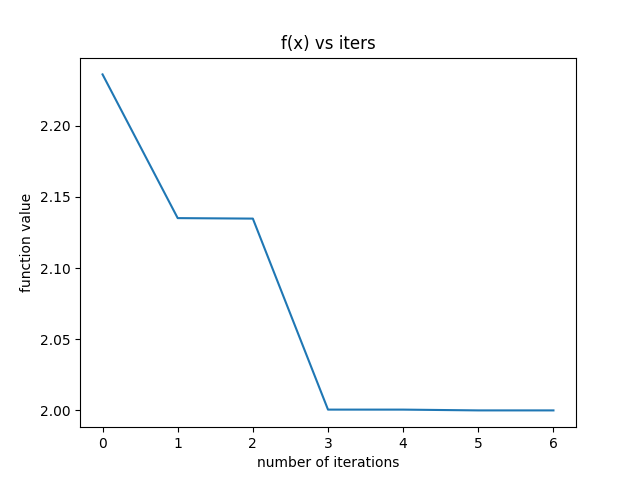 f(x) vs iters
function value
2.20
2.15
2.10
2.05
2.00
0 1 2 3 4 5 6
number of iterations